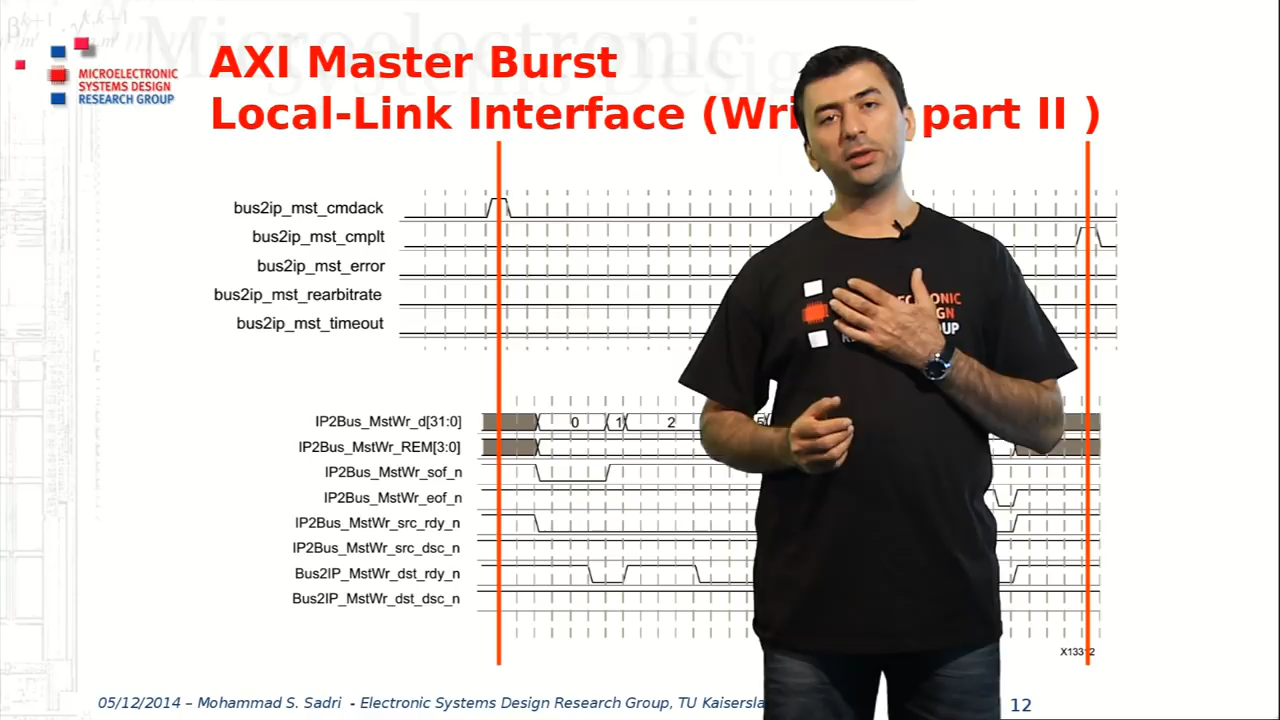 MICROELECTRONIC
SYSTEMS DESIGN
RESEARCH GROUP
AXI Master Burst
Local-Link Interface (Wri part II )
bus2ip_mst_cmdack
bus2ip_mst_cmplt
bus2ip_mst_error
bus2ip_mst_rearbitrate
bus2ip_mst_timeout
IP2Bus_MstWr_d[31:0]
0 1 2 5
IP2Bus_MstWr_REM[3:0]
IP2Bus_MstWr_sof_n
IP2Bus_MstWr_eof_n
IP2Bus_MstWr_src_rdy_n
IP2Bus_MstWr_src_dsc_n
Bus2IP_MstWr_dst_rdy_n
Bus2IP_MstWr_dst_dsc_n
05/12/2014 – Mohammad S. Sadri - Electronic Systems Design Research Group, TU Kaisersla
12